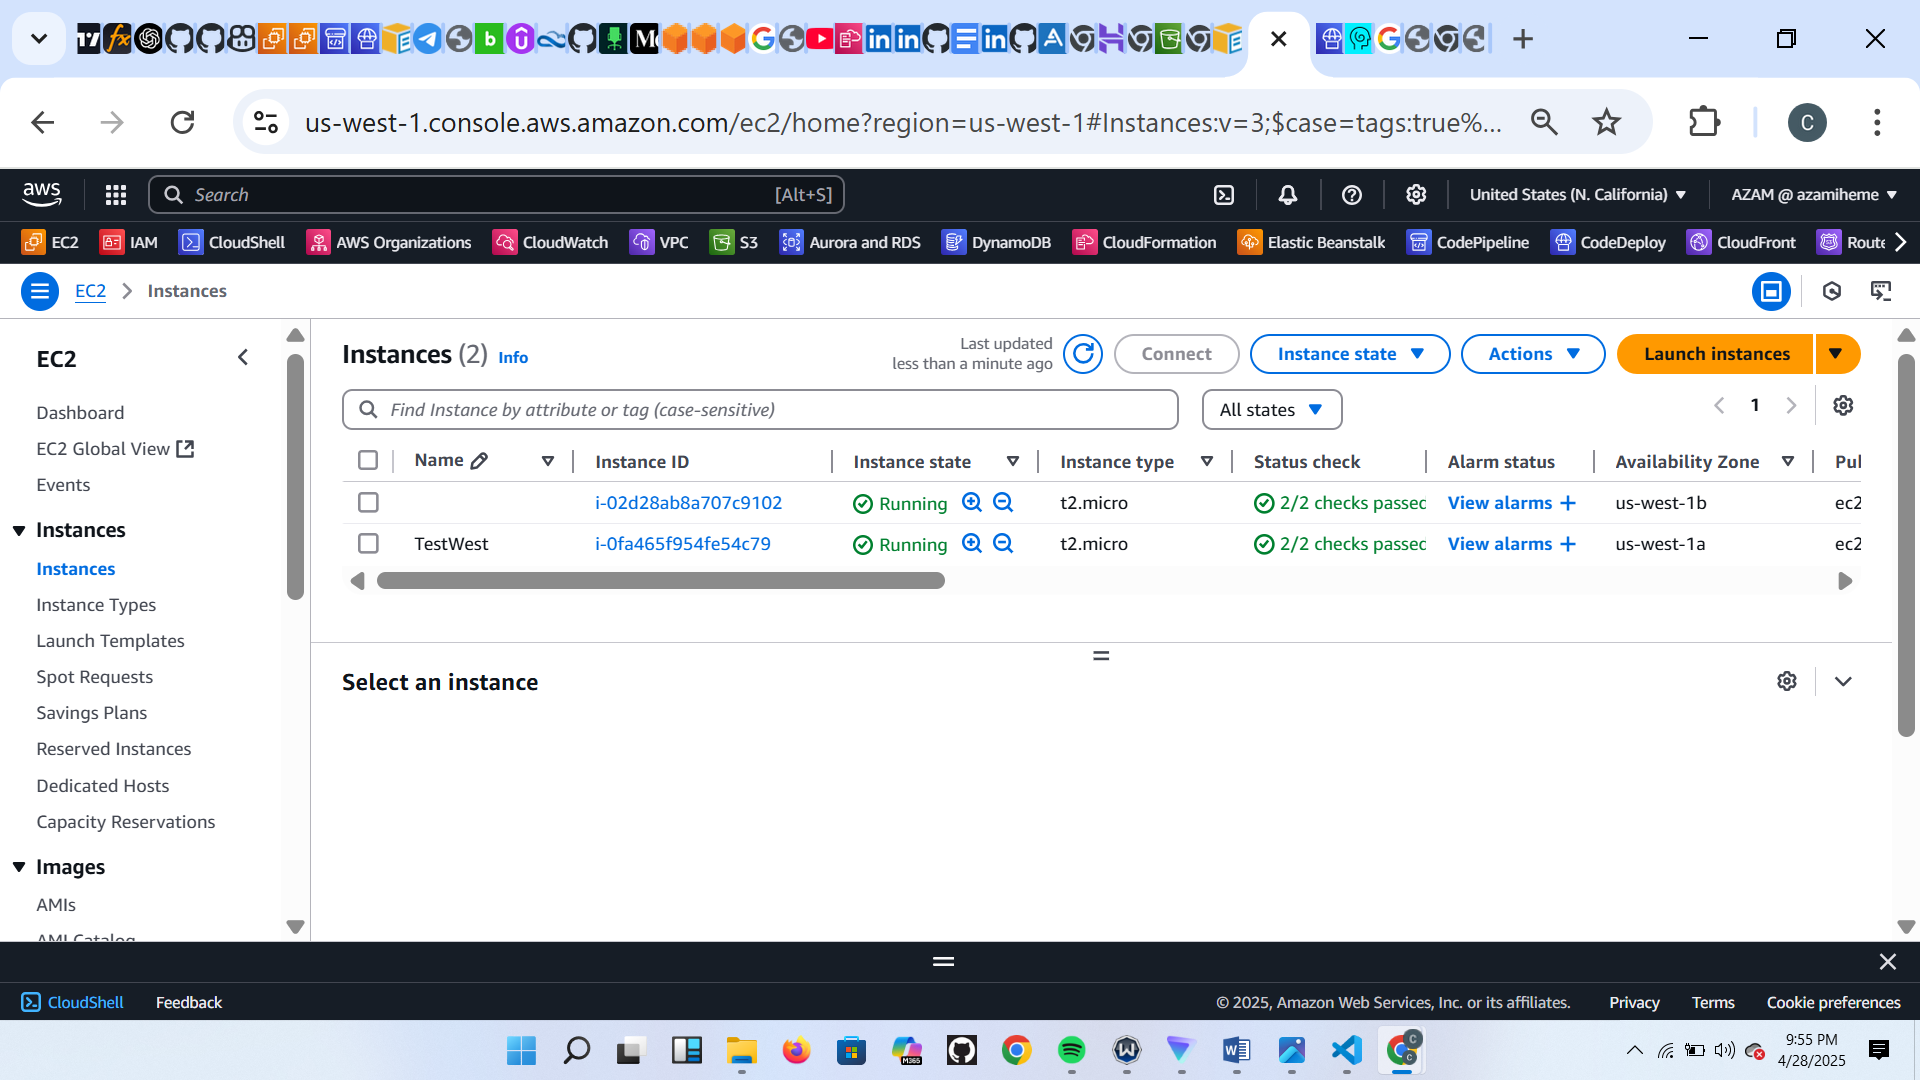 us-west-1.console.aws.amazon.com/ec2/home?region=us-west-1#Instances:v=3;$case=tags:true%...
C
aws
Search
[Alt+S]
United States (N. California)
AZAM @ azamiheme
EC2
IAM
CloudShell
AWS Organizations
CloudWatch
VPC
S3
Aurora and RDS
DynamoDB
CloudFormation
Elastic Beanstalk
CodePipeline
CodeDeploy
CloudFront
Route
EC2
Instances
EC2
Dashboard
EC2 Global View
Events
Instances
Instances
Instance Types
Launch Templates
Spot Requests
Savings Plans
Reserved Instances
Dedicated Hosts
Capacity Reservations
Images
AMIs
AMI Catalog
Instances (2) Info
Last updated
less than a minute ago
Connect
Instance state
Actions
Launch instances
Find Instance by attribute or tag (case-sensitive)
All states
1
Name Instance ID Instance state Instance type Status check Alarm status Availability Zone Pul
i-02d28ab8a707c9102 Running t2.micro 2/2 checks passed View alarms + us-west-1b ec2
TestWest i-0fa465f954fe54c79 Running t2.micro 2/2 checks passed View alarms + us-west-1a ec2
Select an instance
CloudShell
Feedback
© 2025, Amazon Web Services, Inc. or its affiliates.
Privacy
Terms
Cookie preferences
9:55 PM
4/28/2025